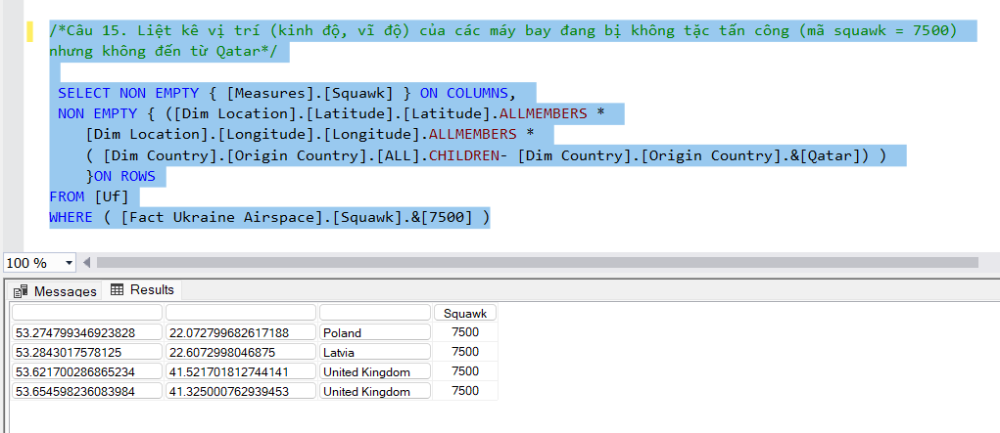 /*Câu 15. Liệt kê vị trí (kinh độ, vĩ độ) của các máy bay đang bị không tặc tấn công (mã squawk = 7500)
nhưng không đến từ Qatar*/
SELECT NON EMPTY { [Measures].[Squawk] } ON COLUMNS,
NON EMPTY { ([Dim Location].[Latitude].[Latitude].ALLMEMBERS *
[Dim Location].[Longitude].[Longitude].ALLMEMBERS *
( [Dim Country].[Origin Country].[ALL].CHILDREN- [Dim Country].[Origin Country].&[Qatar]) )
}ON ROWS
FROM [Uf]
WHERE ( [Fact Ukraine Airspace].[Squawk].&[7500] )
100 %
Messages Results
Squawk
53.274799346923828 22.072799682617188 Poland 7500
53.2843017578125 22.6072998046875 Latvia 7500
53.621700286865234 41.521701812744141 United Kingdom 7500
53.654598236083984 41.325000762939453 United Kingdom 7500